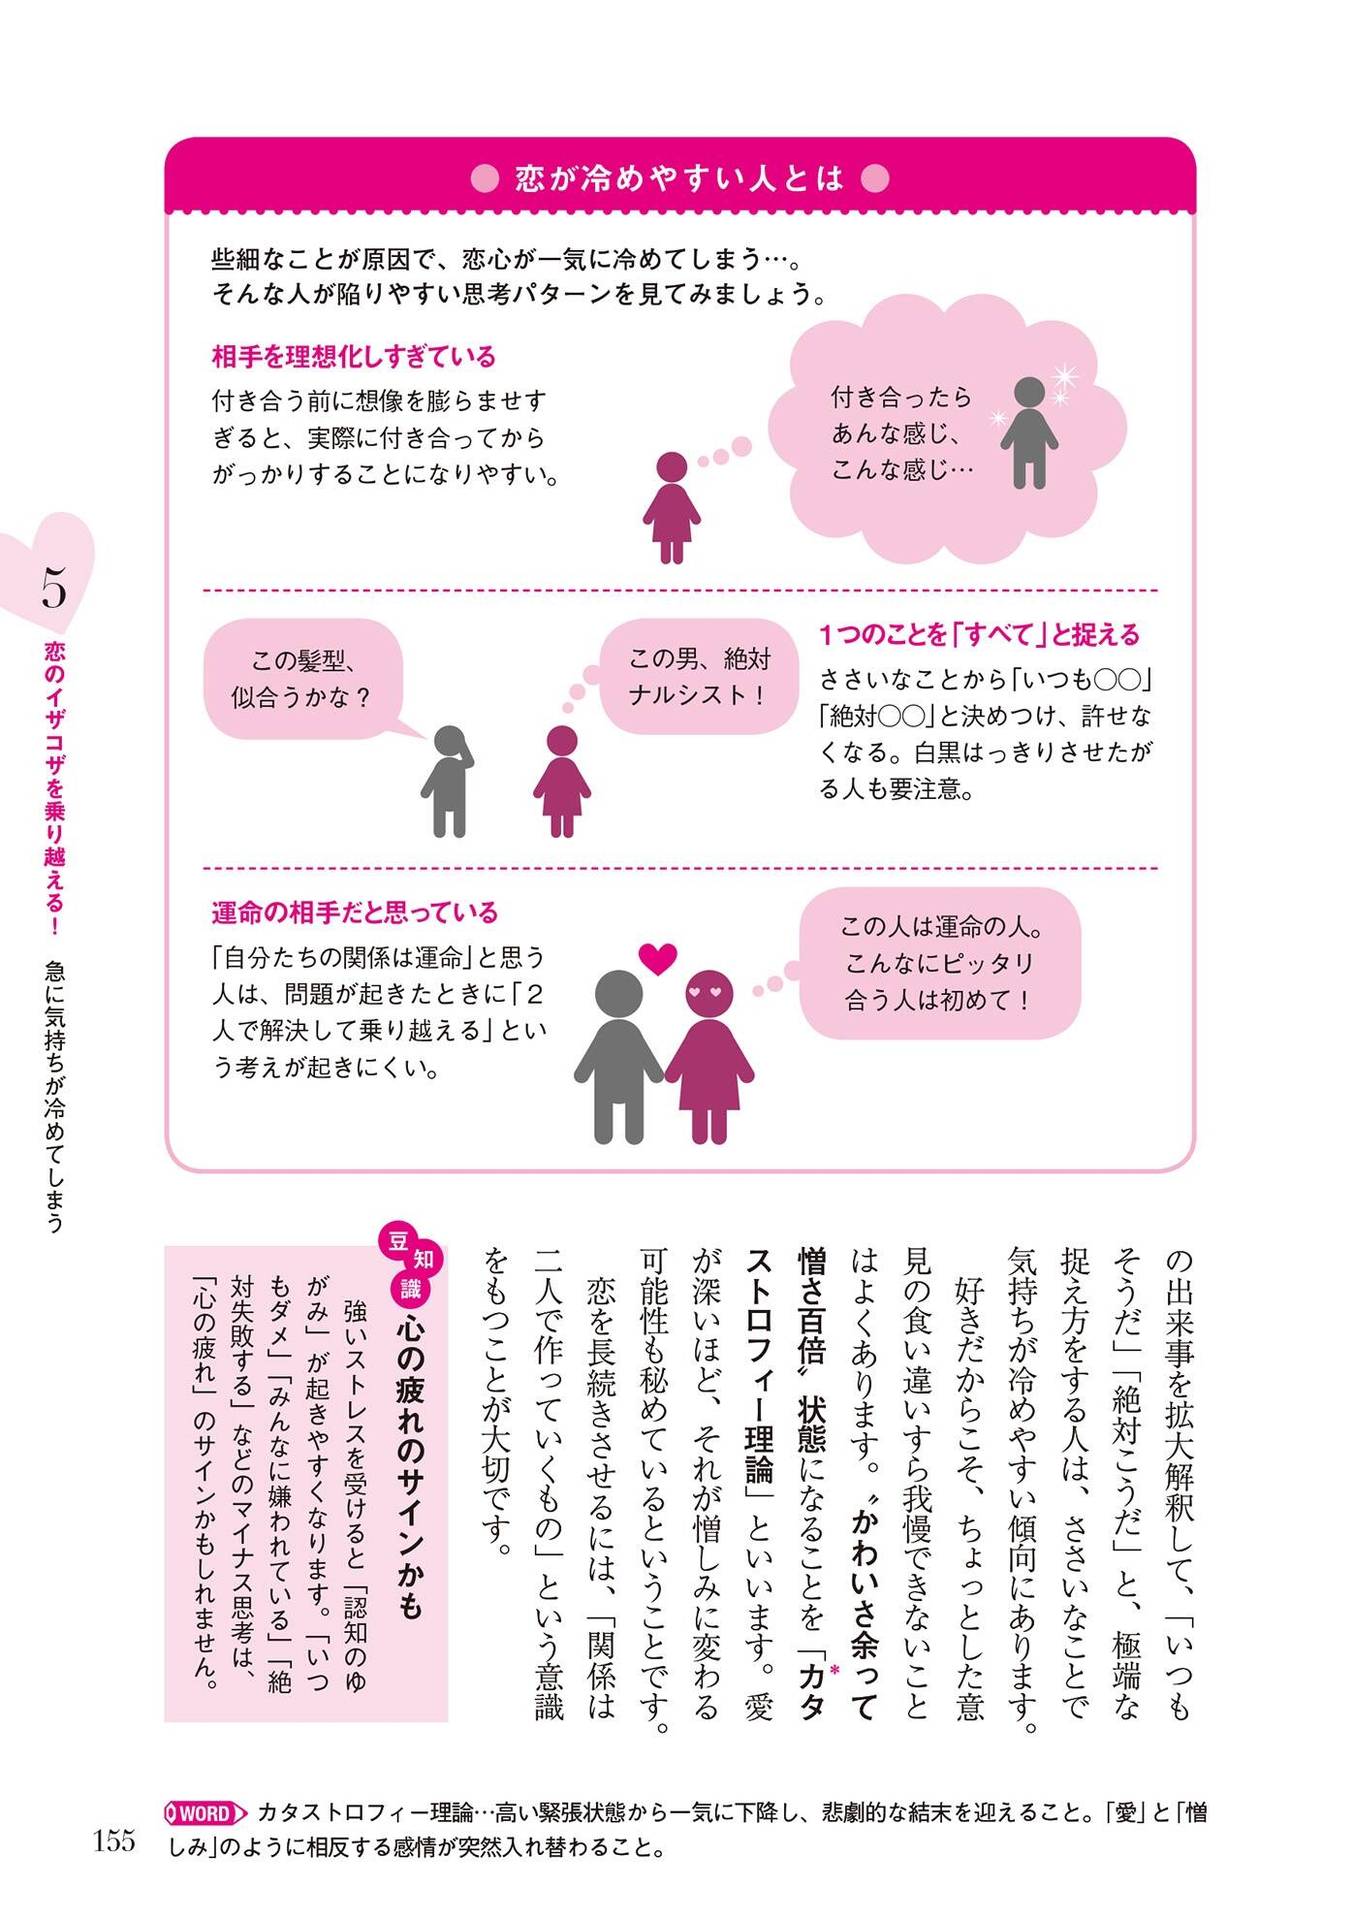 恋が冷めやすい人とは
些細なことが原因で、恋心が一気に冷めてしまう…。
そんな人が陥りやすい思考パターンを見てみましょう。
相手を理想化しすぎている
付き合う前に想像を膨らませす
ぎると、実際に付き合ってから
がっかりすることになりやすい。
付き合ったら
あんな感じ、
こんな感じ…
この髪型、
似合うかな？
この男、絶対
ナルシスト！
1つのことを「すべて」と捉える
ささいなことから「いつも〇〇」
「絶対〇〇」と決めつけ、許せな
くなる。白黒はっきりさせたが
る人も要注意。
運命の相手だと思っている
「自分たちの関係は運命」と思う
人は、問題が起きたときに「２
人で解決して乗り越える」とい
う考えが起きにくい。
この人は運命の人。
こんなにピッタリ
合う人は初めて！
の出来事を拡大解釈して、「いつも
そうだ」「絶対こうだ」と、極端な
捉え方をする人は、ささいなことで
気持ちが冷めやすい傾向にあります。
好きだからこそ、ちょっとした意
見の食い違いすら我慢できないこと
はよくあります。〝かわいさ余って
憎さ百倍〟状態になることを「カタ*
ストロフィー理論」といいます。愛
が深いほど、それが憎しみに変わる
可能性も秘めているということです。
恋を長続きさせるには、「関係は
二人で作っていくもの」という意識
をもつことが大切です。
豆知識
心の疲れのサインかも
強いストレスを受けると「認知のゆ
がみ」が起きやすくなります。「いつ
もダメ」「みんなに嫌われている」「絶
対失敗する」などのマイナス思考は、
「心の疲れ」のサインかもしれません。
WORD カタストロフィー理論…高い緊張状態から一気に下降し、悲劇的な結末を迎えること。「愛」と「憎
しみ」のように相反する感情が突然入れ替わること。
5
恋のイザコザを乗り越える！ 急に気持ちが冷めてしまう
155